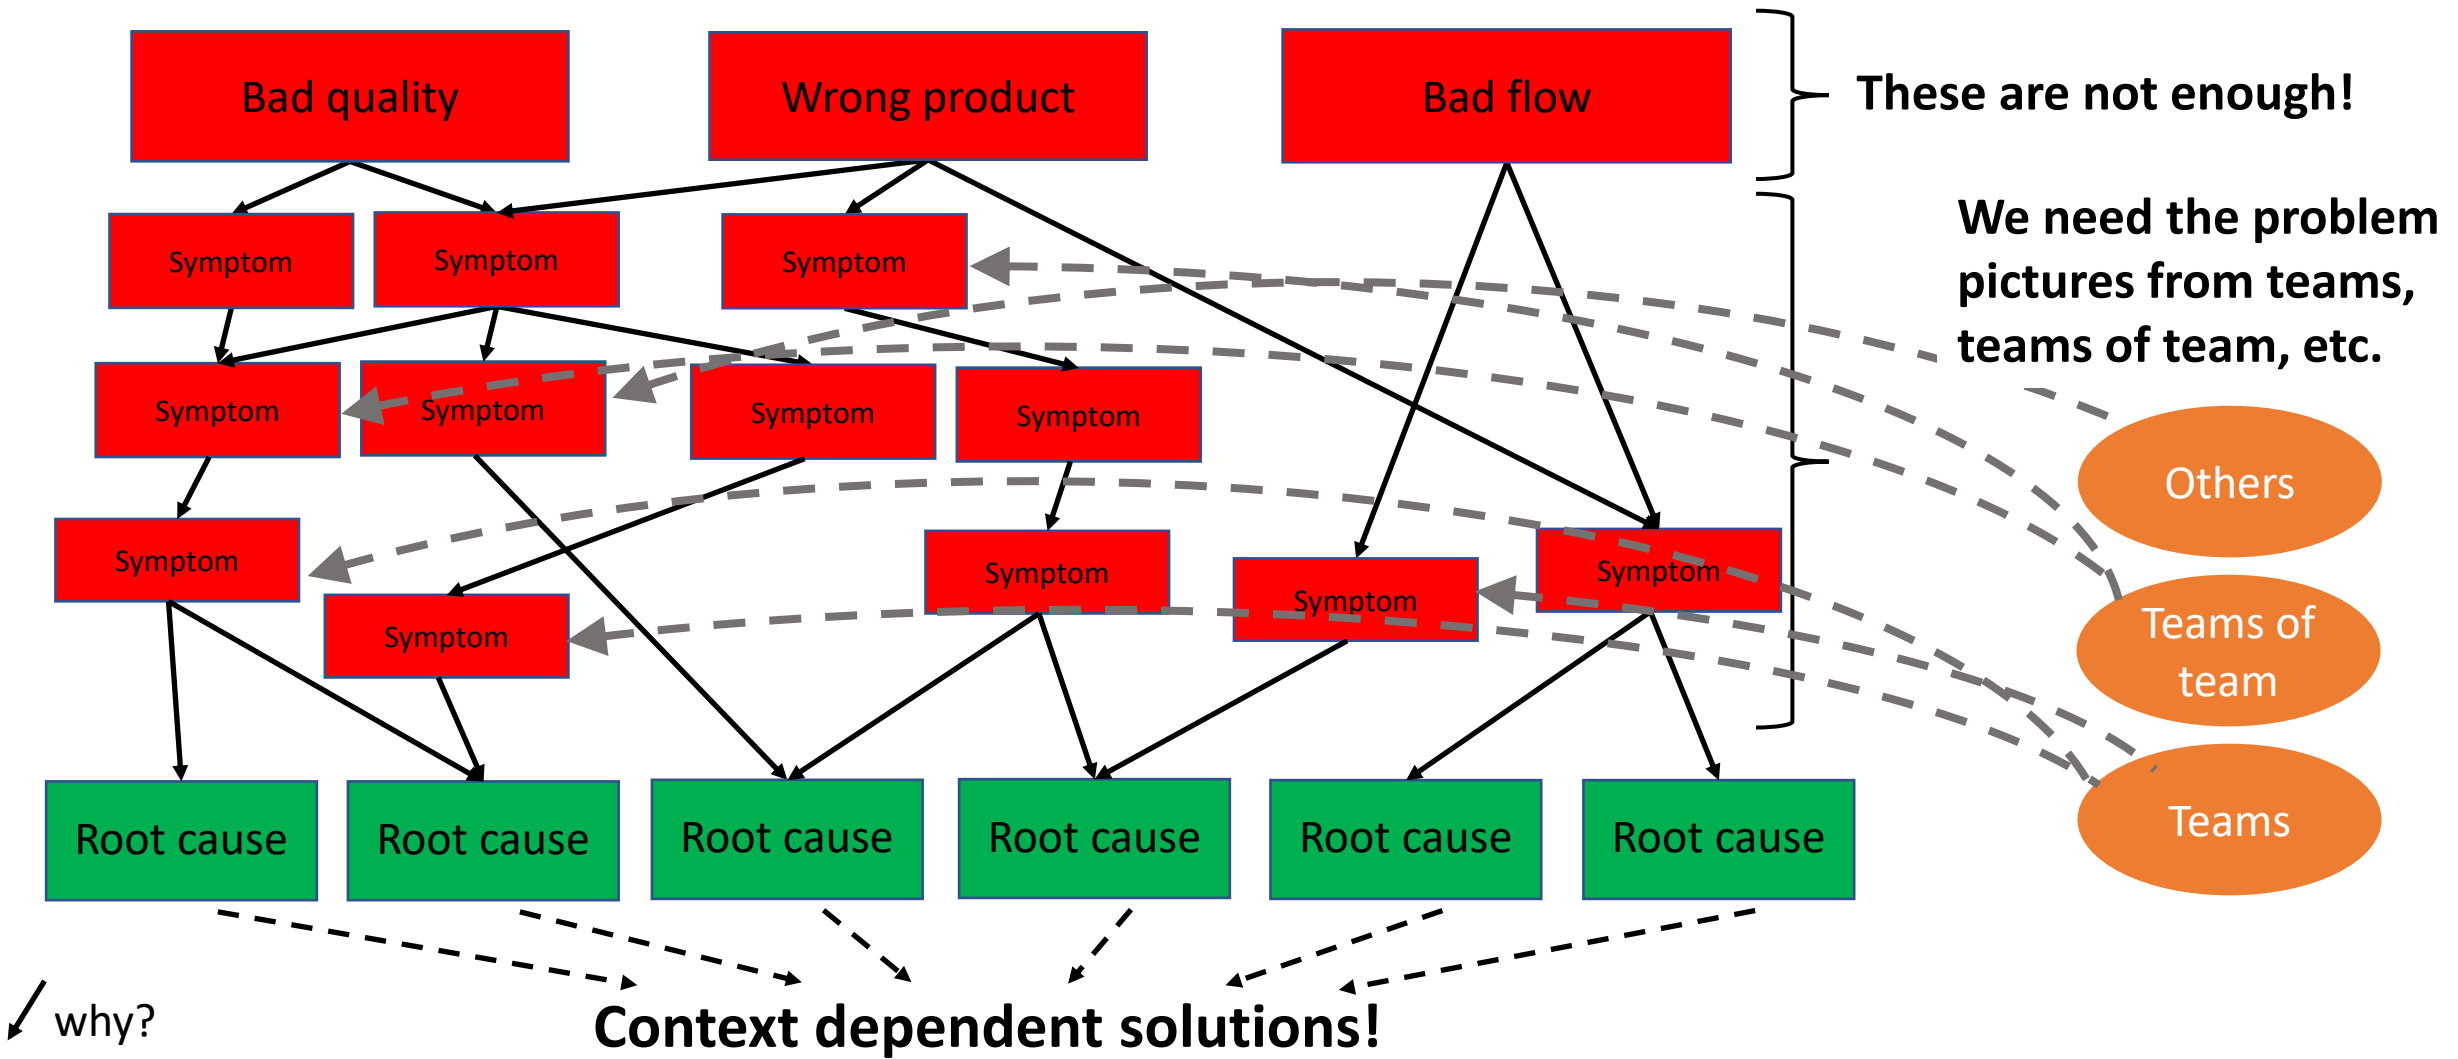 Bad quality
Wrong product
Bad flow
These are not enough!
Symptom
Symptom
Symptom
We need the problem
pictures from teams,
teams of team, etc.
Symptom
Symptom
Symptom
Symptom
Others
Symptom
Symptom
Symptom
Symptom
Symptom
Teams of
team
Root cause
Root cause
Root cause
Root cause
Root cause
Root cause
Teams
why?
Context dependent solutions!